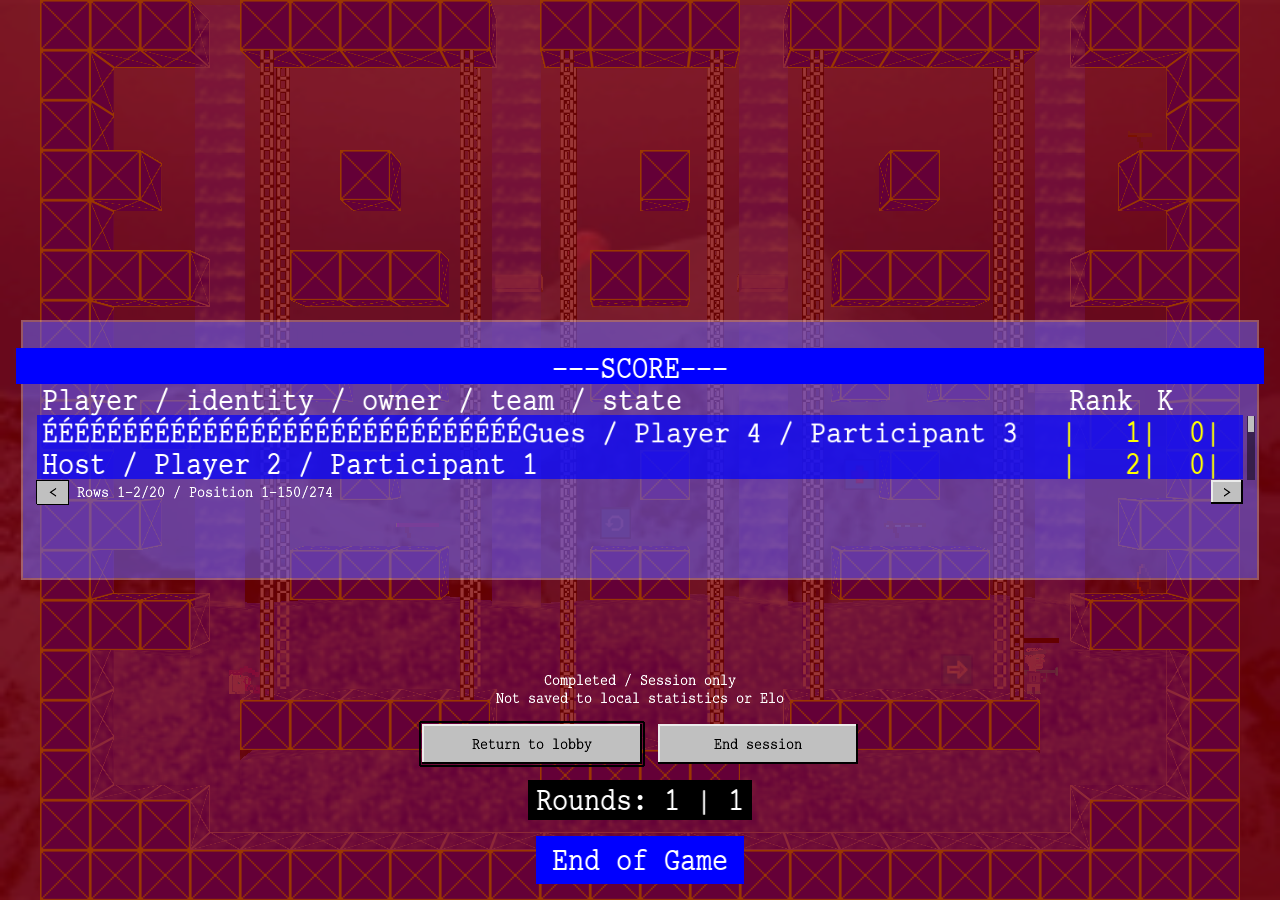 ---SCORE---
Player / identity / owner / team / state Rank K
ÉÉÉÉÉÉÉÉÉÉÉÉÉÉÉÉÉÉÉÉÉÉÉÉÉÉÉÉÉÉGues / Player 4 / Participant 3 | 1| 0|
Host / Player 2 / Participant 1 | 2| 0|
< Rows 1-2/20 / Position 1-150/274 >
Completed / Session only
Not saved to local statistics or Elo
Return to lobby End session
Rounds: 1 | 1
End of Game